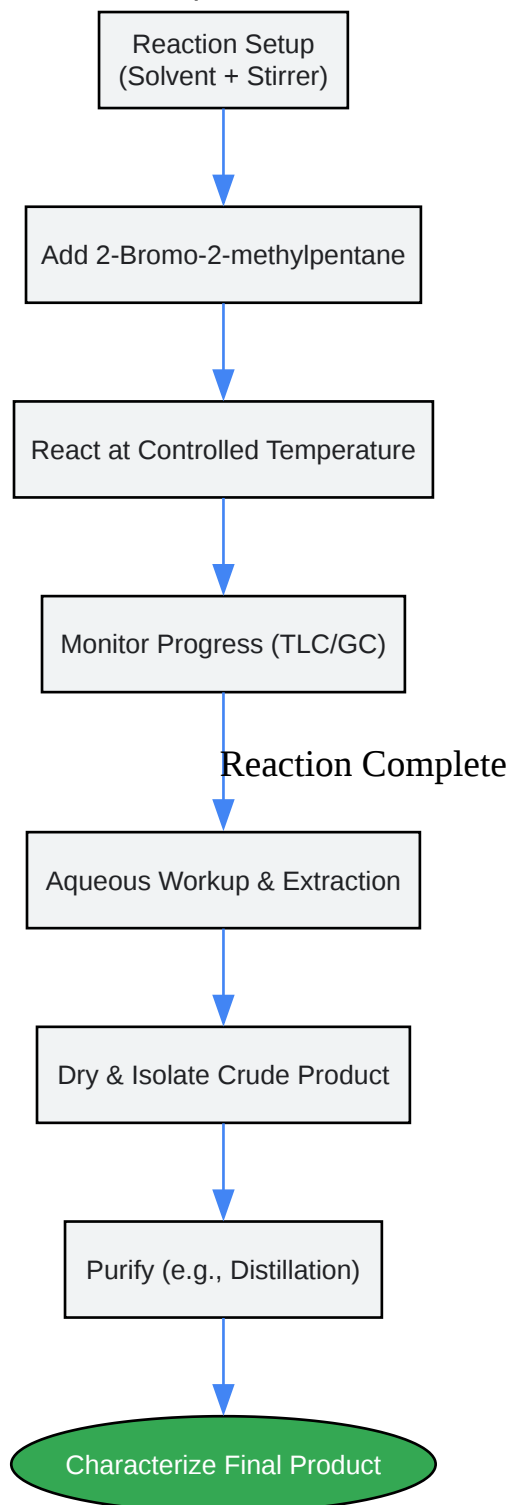 Reaction Setup
(Solvent + Stirrer)
Add 2-Bromo-2-methylpentane
React at Controlled Temperature
Monitor Progress (TLC/GC)
Reaction Complete
Aqueous Workup & Extraction
Dry & Isolate Crude Product
Purify (e.g., Distillation)
Characterize Final Product